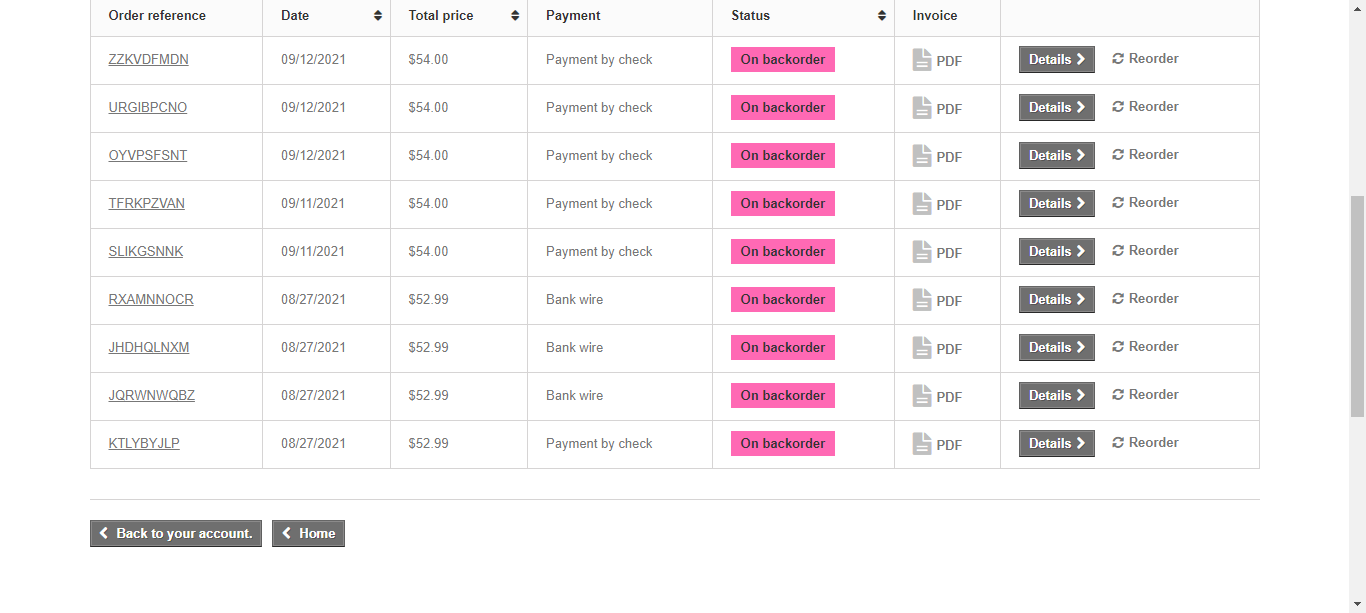 Order reference Date Total price Payment Status Invoice
ZZKVDFMDN 09/12/2021 $54.00 Payment by check On backorder PDF Details Reorder
URGIBPCNO 09/12/2021 $54.00 Payment by check On backorder PDF Details Reorder
OYVPSFSNT 09/12/2021 $54.00 Payment by check On backorder PDF Details Reorder
TFRKPZVAN 09/11/2021 $54.00 Payment by check On backorder PDF Details Reorder
SLIKGSNNK 09/11/2021 $54.00 Payment by check On backorder PDF Details Reorder
RXAMNNOCR 08/27/2021 $52.99 Bank wire On backorder PDF Details Reorder
JHDHQLNXM 08/27/2021 $52.99 Bank wire On backorder PDF Details Reorder
JQRWNWQBZ 08/27/2021 $52.99 Bank wire On backorder PDF Details Reorder
KTLYBYJLP 08/27/2021 $52.99 Payment by check On backorder PDF Details Reorder
Back to your account. Home